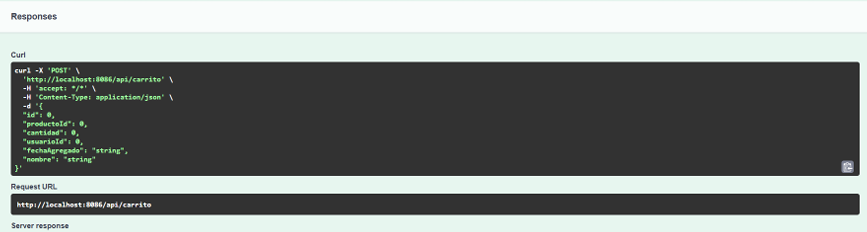 Responses
Curl
curl -X 'POST' \
'http://localhost:8086/api/carrito' \
-H 'accept: */*' \
-H 'Content-Type: application/json' \
-d '{
"id": 0,
"productoId": 0,
"cantidad": 0,
"usuarioId": 0,
"fechaAgregado": "string",
"nombre": "string"
}'
Request URL
http://localhost:8086/api/carrito
Server response